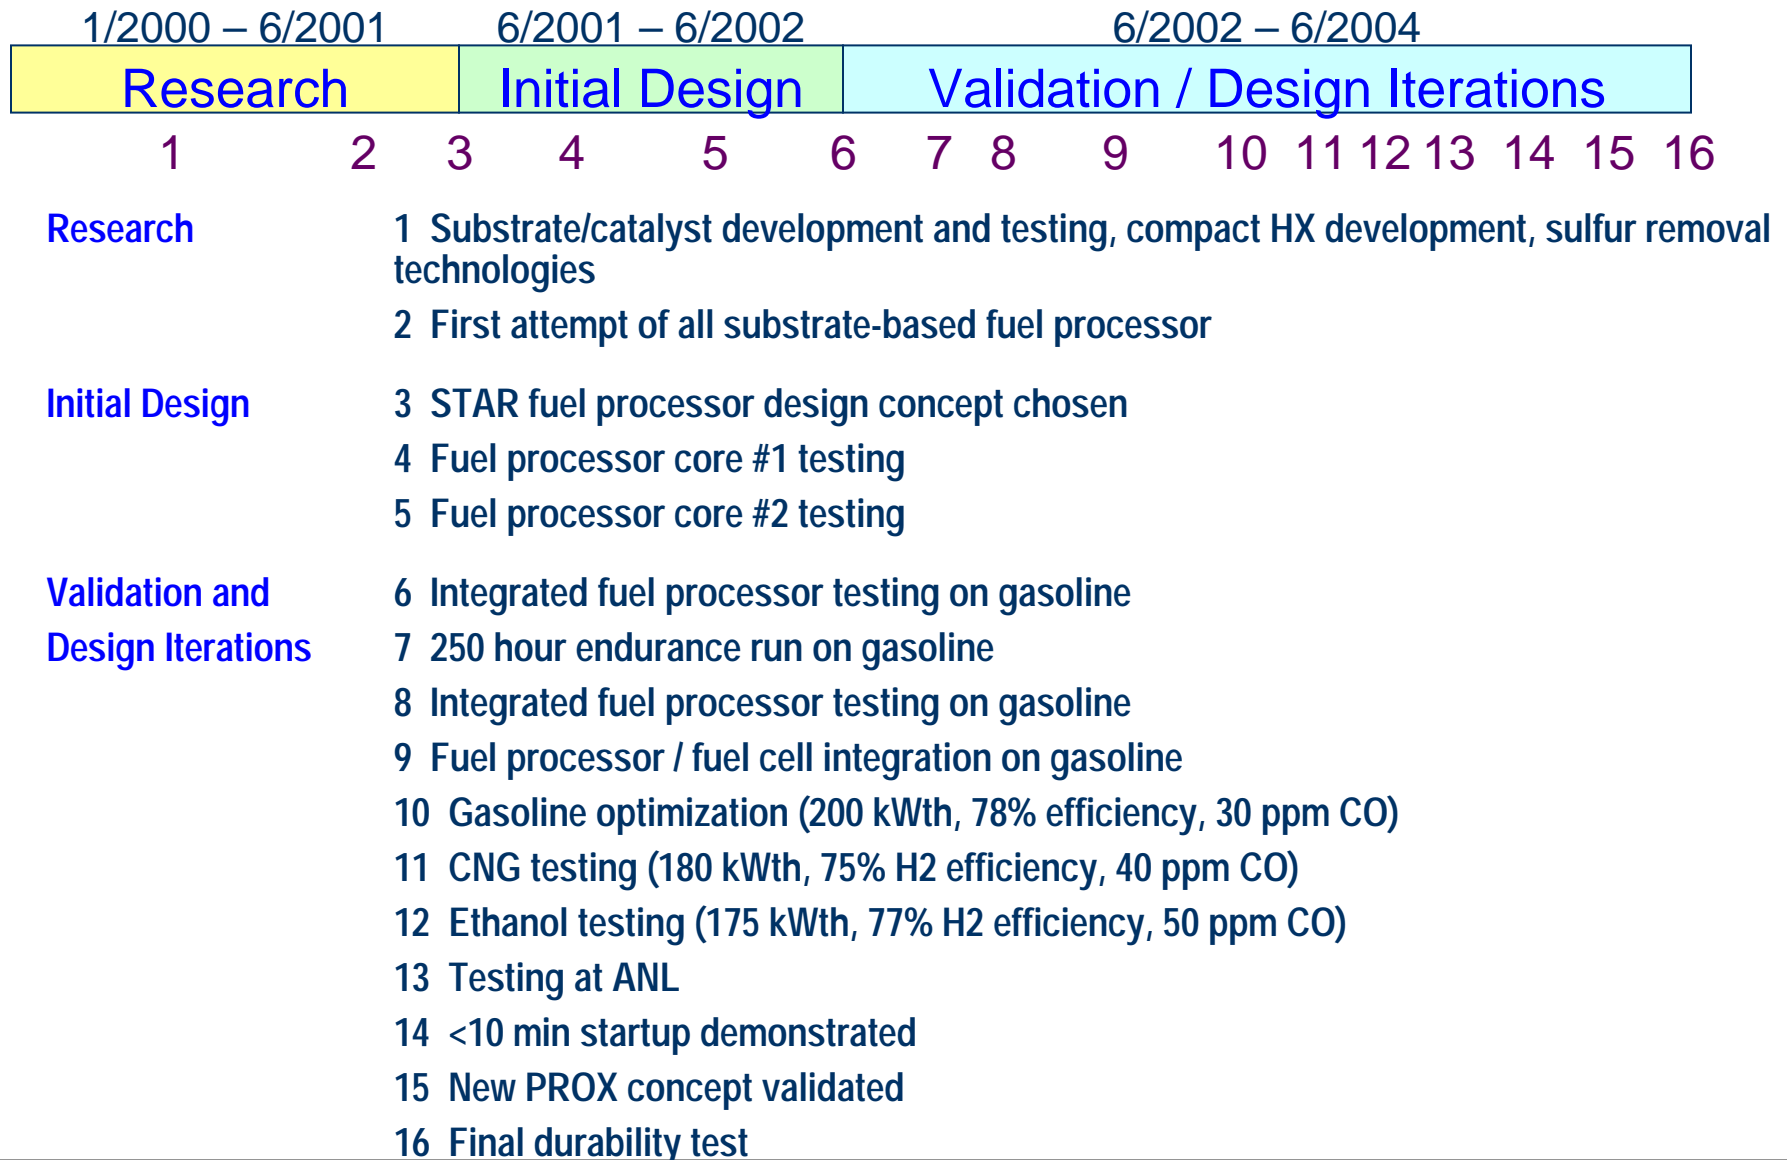 1/2000 – 6/2001 6/2001 – 6/2002 6/2002 – 6/2004
Research Initial Design Validation / Design Iterations
1 2 3 4 5 6 7 8 9 10 11 12 13 14 15 16
Research 1 Substrate/catalyst development and testing, compact HX development, sulfur removal
technologies
2 First attempt of all substrate-based fuel processor
Initial Design 3 STAR fuel processor design concept chosen
4 Fuel processor core #1 testing
5 Fuel processor core #2 testing
Validation and 6 Integrated fuel processor testing on gasoline
Design Iterations 7 250 hour endurance run on gasoline
8 Integrated fuel processor testing on gasoline
9 Fuel processor / fuel cell integration on gasoline
10 Gasoline optimization (200 kWth, 78% efficiency, 30 ppm CO)
11 CNG testing (180 kWth, 75% H2 efficiency, 40 ppm CO)
12 Ethanol testing (175 kWth, 77% H2 efficiency, 50 ppm CO)
13 Testing at ANL
14 <10 min startup demonstrated
15 New PROX concept validated
16 Final durability test